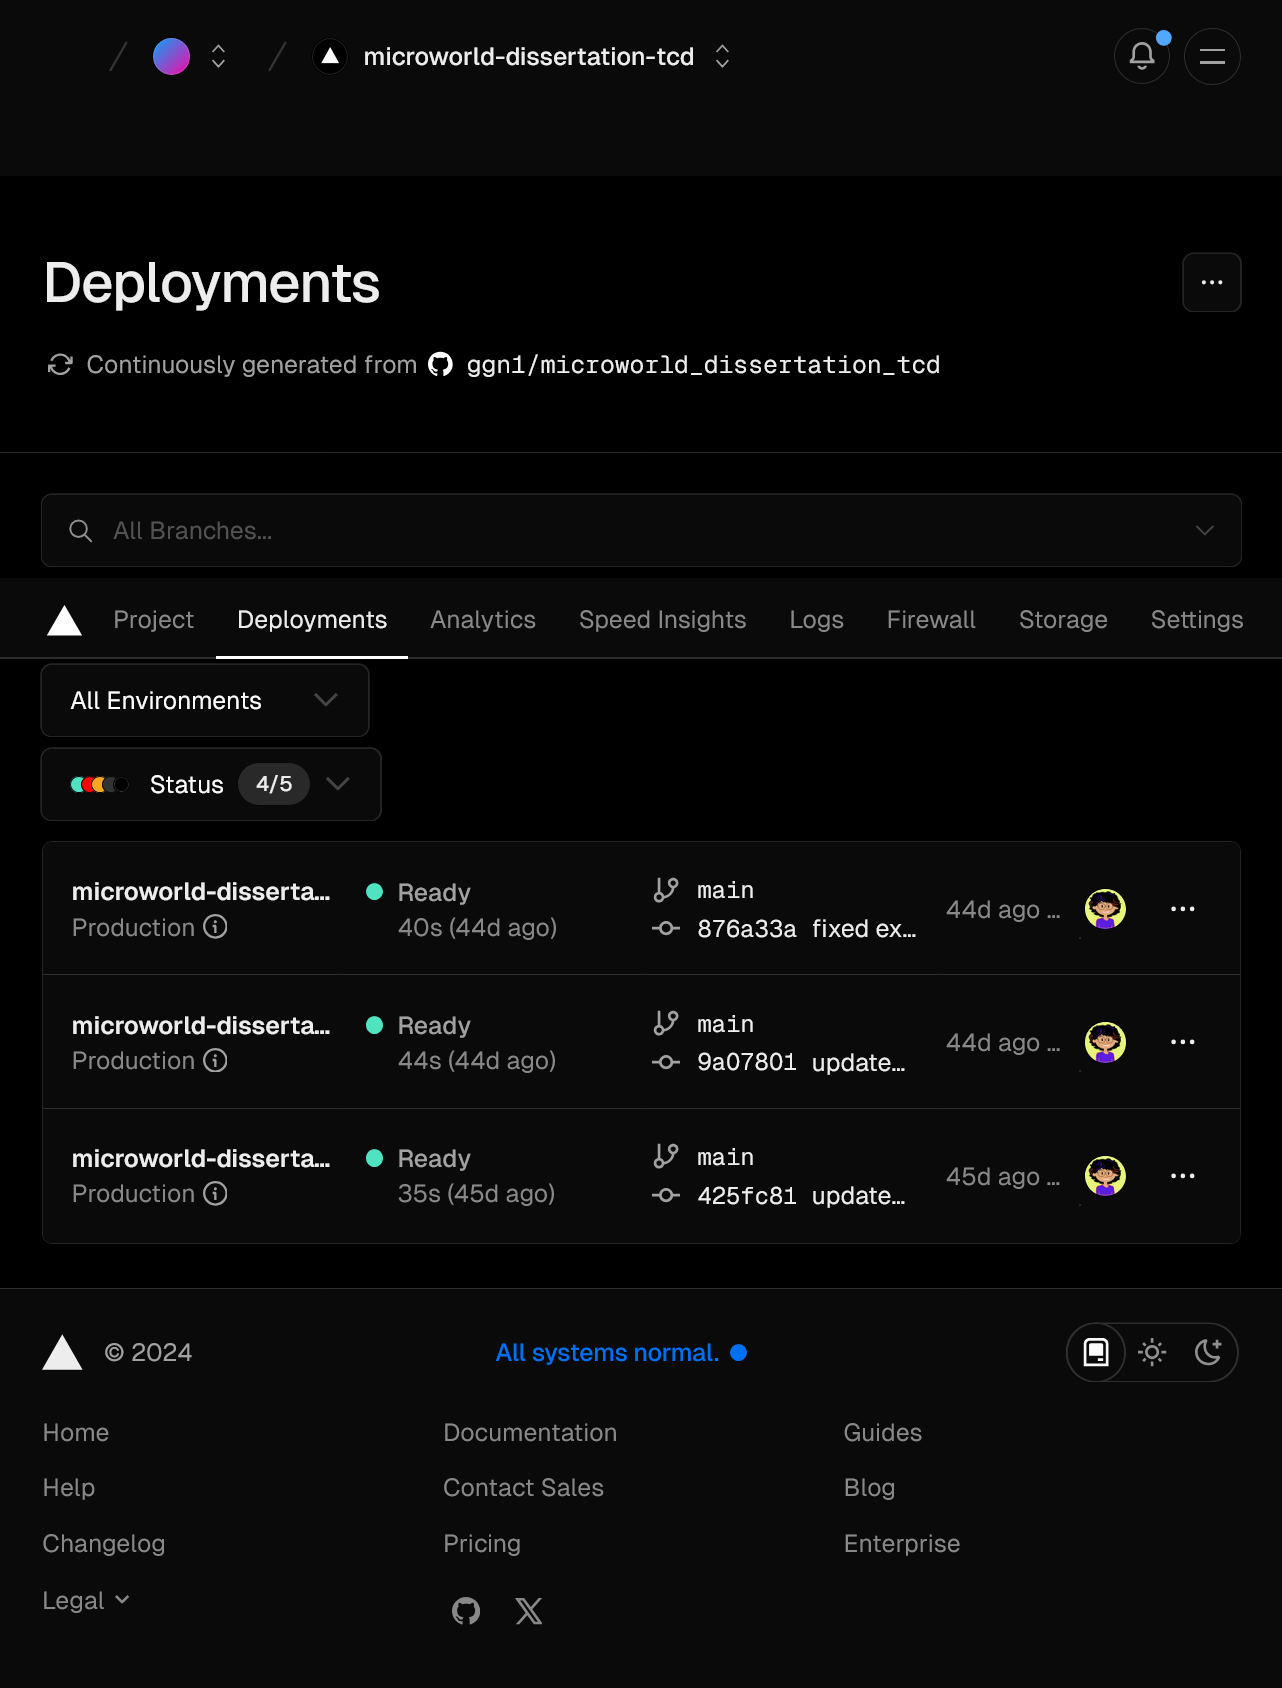 microworld-dissertation-tcd
Deployments
Continuously generated from ggn1/microworld_dissertation_tcd
All Branches...
Project Deployments Analytics Speed Insights Logs Firewall Storage Settings
All Environments
Status 4/5
microworld-disserta... Ready main
Production 40s (44d ago) 876a33a fixed ex... 44d ago ...
microworld-disserta... Ready main
Production 44s (44d ago) 9a07801 update... 44d ago ...
microworld-disserta... Ready main
Production 35s (45d ago) 425fc81 update... 45d ago ...
© 2024 All systems normal.
Home Documentation Guides
Help Contact Sales Blog
Changelog Pricing Enterprise
Legal